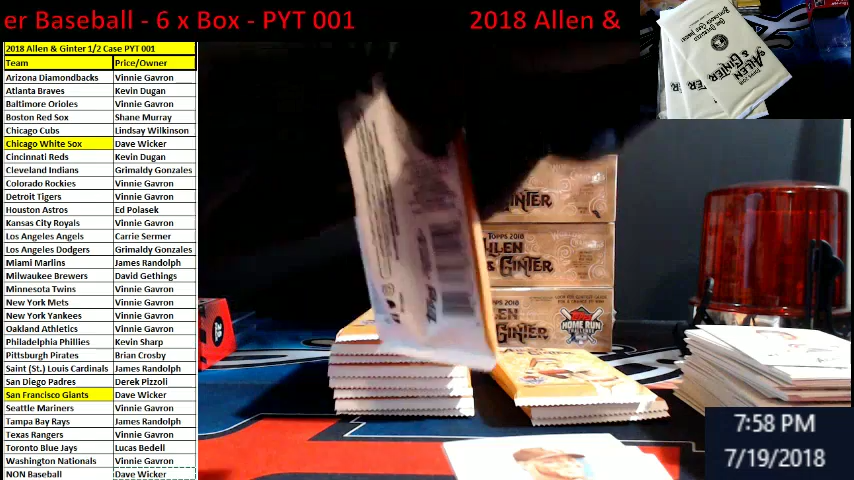 er Baseball - 6 x Box - PYT 001
2018 Allen &
2018 Allen & Ginter 1/2 Case PYT 001
Team Price/Owner
Arizona Diamondbacks Vinnie Gavron
Atlanta Braves Kevin Dugan
Baltimore Orioles Vinnie Gavron
Boston Red Sox Shane Murray
Chicago Cubs Lindsay Wilkinson
Chicago White Sox Dave Wicker
Cincinnati Reds Kevin Dugan
Cleveland Indians Grimaldy Gonzales
Colorado Rockies Vinnie Gavron
Detroit Tigers Vinnie Gavron
Houston Astros Ed Polasek
Kansas City Royals Vinnie Gavron
Los Angeles Angels Carrie Sermer
Los Angeles Dodgers Grimaldy Gonzales
Miami Marlins James Randolph
Milwaukee Brewers David Gethings
Minnesota Twins Vinnie Gavron
New York Mets Vinnie Gavron
New York Yankees Vinnie Gavron
Oakland Athletics Vinnie Gavron
Philadelphia Phillies Kevin Sharp
Pittsburgh Pirates Brian Crosby
Saint (St.) Louis Cardinals James Randolph
San Diego Padres Derek Pizzoli
San Francisco Giants Dave Wicker
Seattle Mariners Vinnie Gavron
Tampa Bay Rays James Randolph
Texas Rangers Vinnie Gavron
Toronto Blue Jays Lucas Bedell
Washington Nationals Vinnie Gavron
NON Baseball Dave Wicker
TOPPS 2018
ALLEN
& GINTER
GINTER
TOPPS 2018
LLEN
& GINTER
TOPPS 2018
EN
GINTER
HOME RUN
CHALLENGE
7:58 PM
7/19/2018